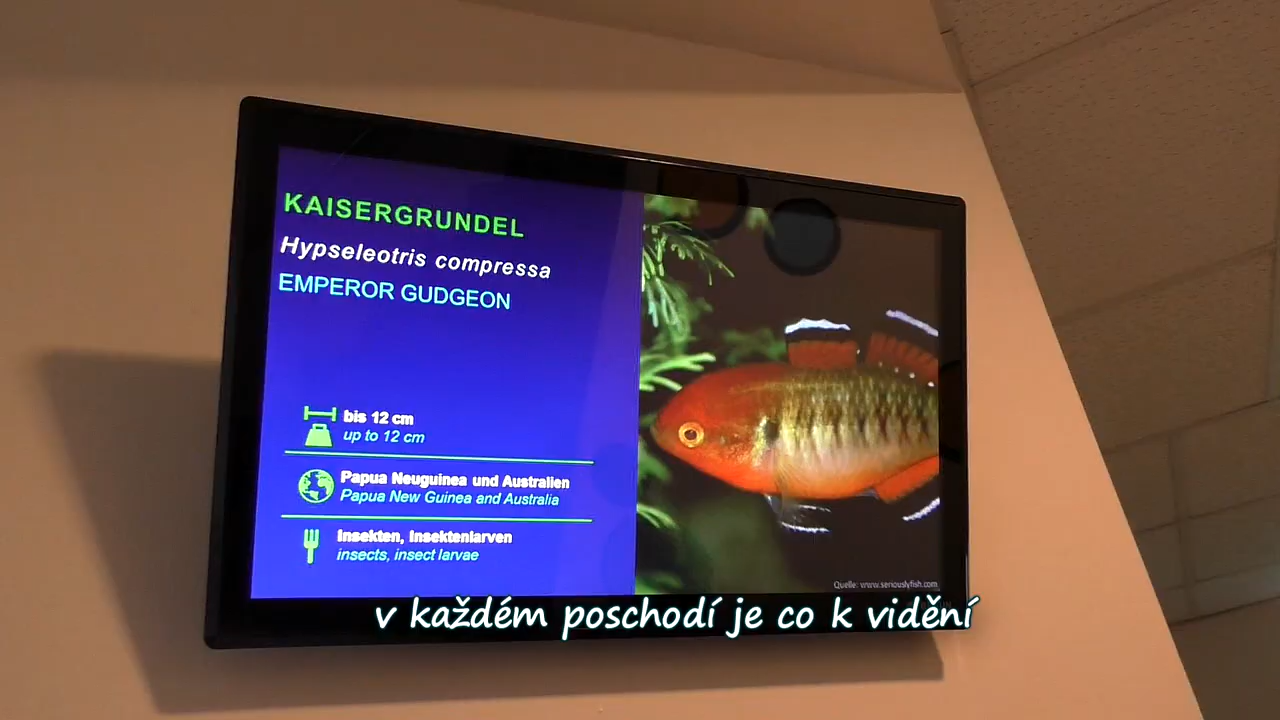 KAISERGRUNDEL
Hypseleotris compressa
EMPEROR GUDGEON
bis 12 cm
up to 12 cm
Papua Neuguinea und Australien
Papua New Guinea and Australia
Insekten, Insektenlarven
insects, insect larvae
Quelle: www.seriouslyfish.com
v každém poschodí je co k vidění